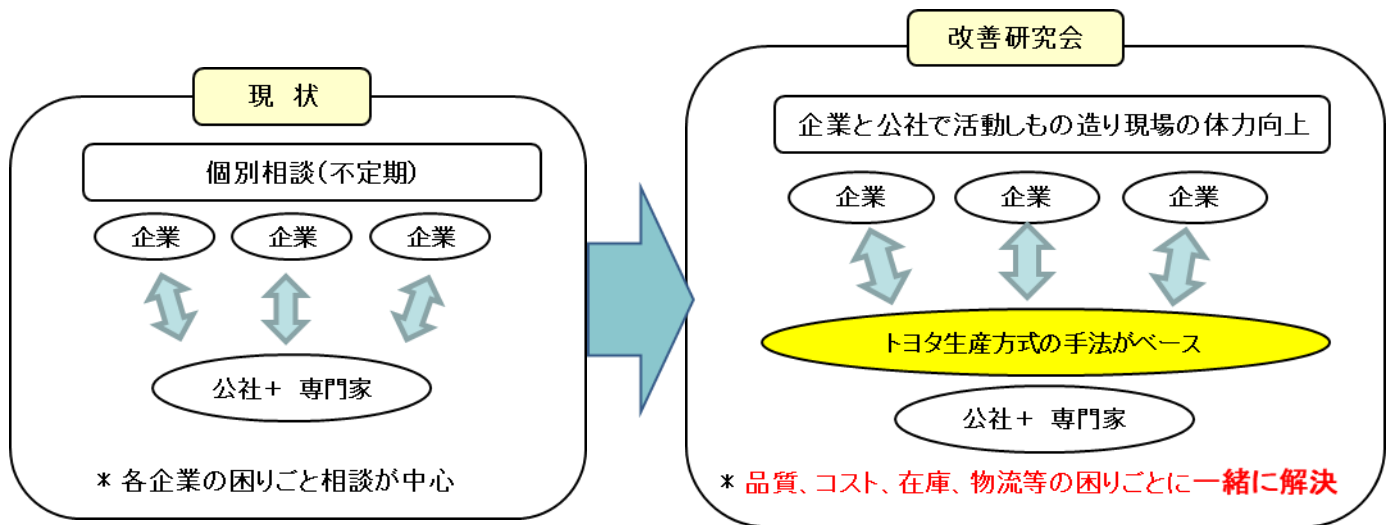 現 状
個別相談(不定期)
企業 企業 企業
公社+ 専門家
* 各企業の困りごと相談が中心
改善研究会
企業と公社で活動しもの造り現場の体力向上
企業 企業 企業
トヨタ生産方式の手法がベース
公社+ 専門家
* 品質、コスト、在庫、物流等の困りごとに一緒に解決